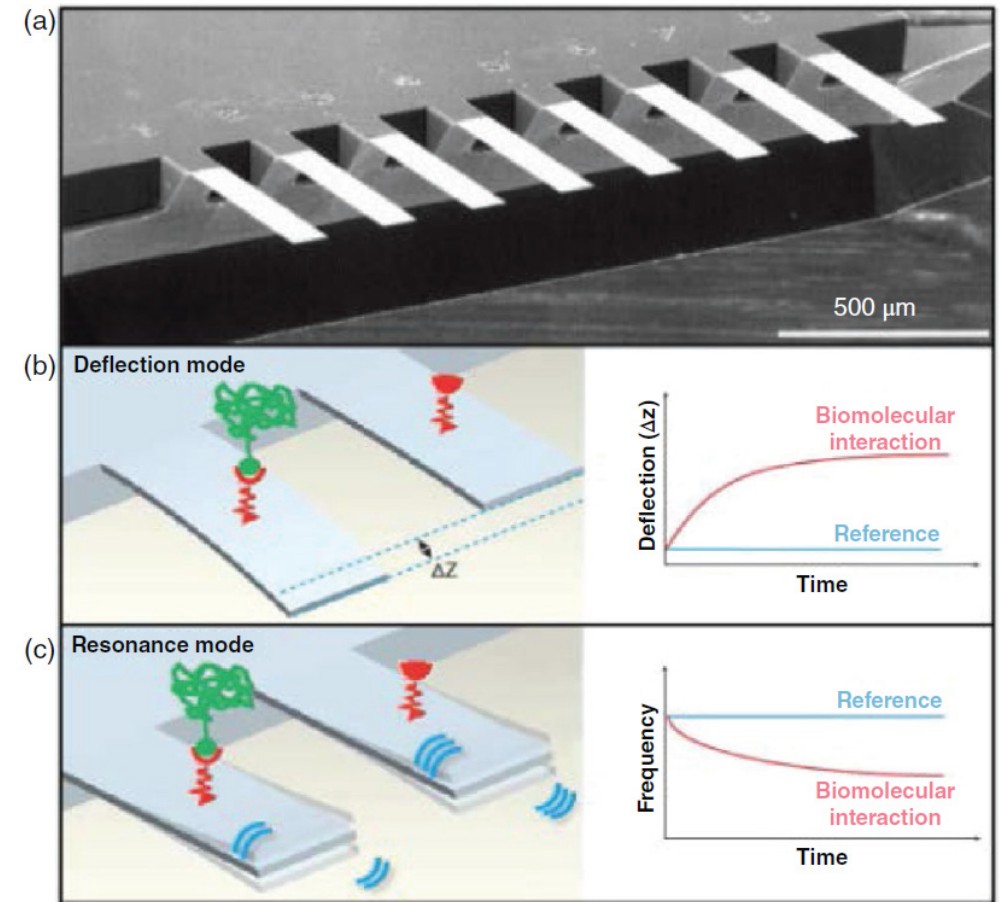 (a)
500 μm
(b)
Deflection mode
ΔZ
Deflection (Δz)
Biomolecular
interaction
Reference
Time
(c)
Resonance mode
Frequency
Reference
Biomolecular
interaction
Time